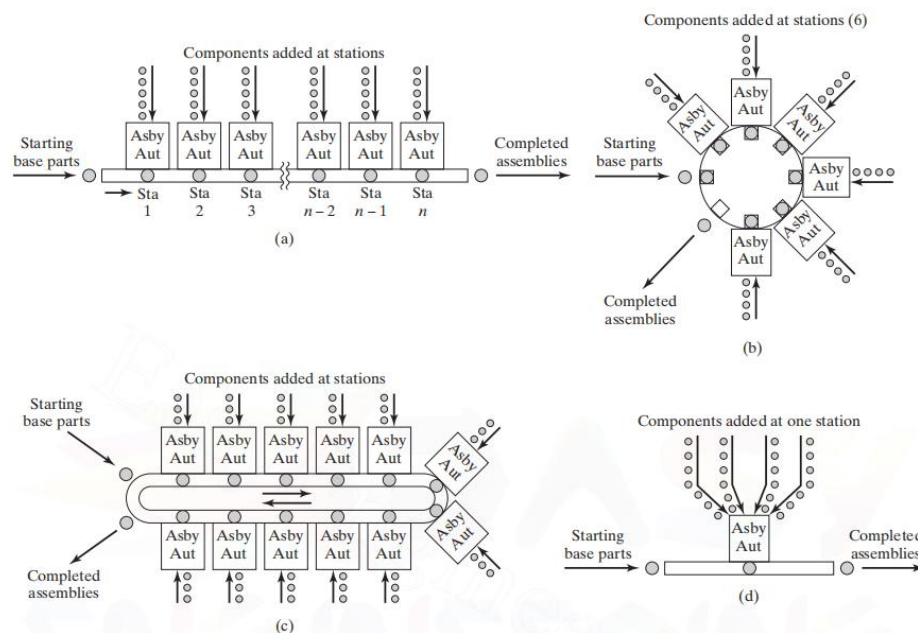 Components added at stations
Asby
Aut
Asby
Aut
Asby
Aut
Asby
Aut
Asby
Aut
Asby
Aut
Starting
base parts
Completed
assemblies
Sta
1
Sta
2
Sta
3
Sta
n – 2
Sta
n – 1
Sta
n
(a)
Components added at stations (6)
Asby
Aut
Asby
Aut
Asby
Aut
Starting
base parts
Asby
Aut
Asby
Aut
Asby
Aut
Completed
assemblies
(b)
Components added at stations
Starting
base parts
Asby
Aut
Asby
Aut
Asby
Aut
Asby
Aut
Asby
Aut
Asby
Aut
Asby
Aut
Asby
Aut
Asby
Aut
Asby
Aut
Asby
Aut
Asby
Aut
Completed
assemblies
(c)
Components added at one station
Asby
Aut
Starting
base parts
Completed
assemblies
(d)